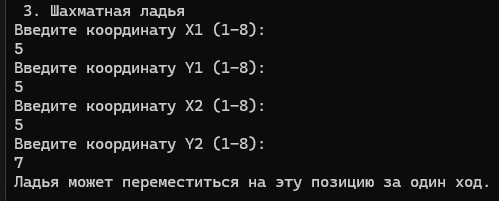 3. Шахматная ладья
Введите координату X1 (1-8):
5
Введите координату Y1 (1-8):
5
Введите координату X2 (1-8):
5
Введите координату Y2 (1-8):
7
Ладья может переместиться на эту позицию за один ход.